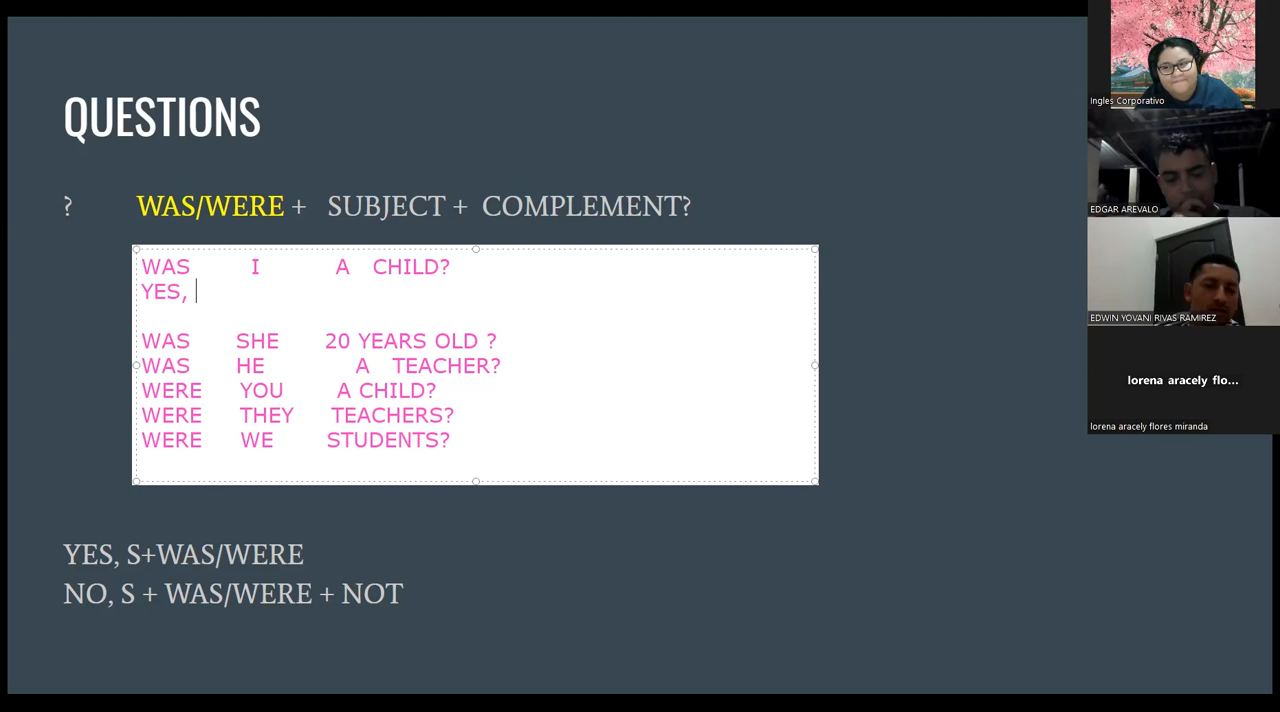 QUESTIONS
? WAS/WERE + SUBJECT + COMPLEMENT?
WAS I A CHILD?
YES,
WAS SHE 20 YEARS OLD ?
WAS HE A TEACHER?
WERE YOU A CHILD?
WERE THEY TEACHERS?
WERE WE STUDENTS?
YES, S+WAS/WERE
NO, S + WAS/WERE + NOT
Ingles Corporativo
EDGAR AREVALO
EDWIN YOVANI RIVAS RAMIREZ
lorena aracely flo...
lorena aracely flores miranda